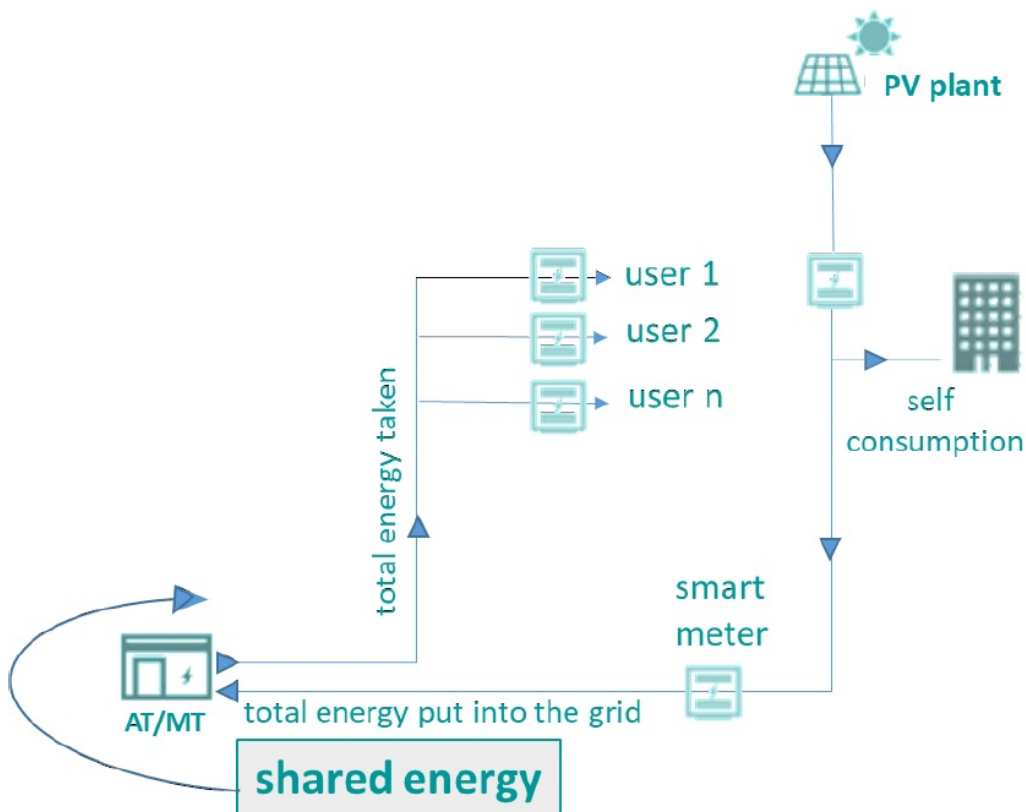 PV plant
user 1
user 2
user n
self
consumption
total energy taken
smart
meter
AT/MT
total energy put into the grid
shared energy